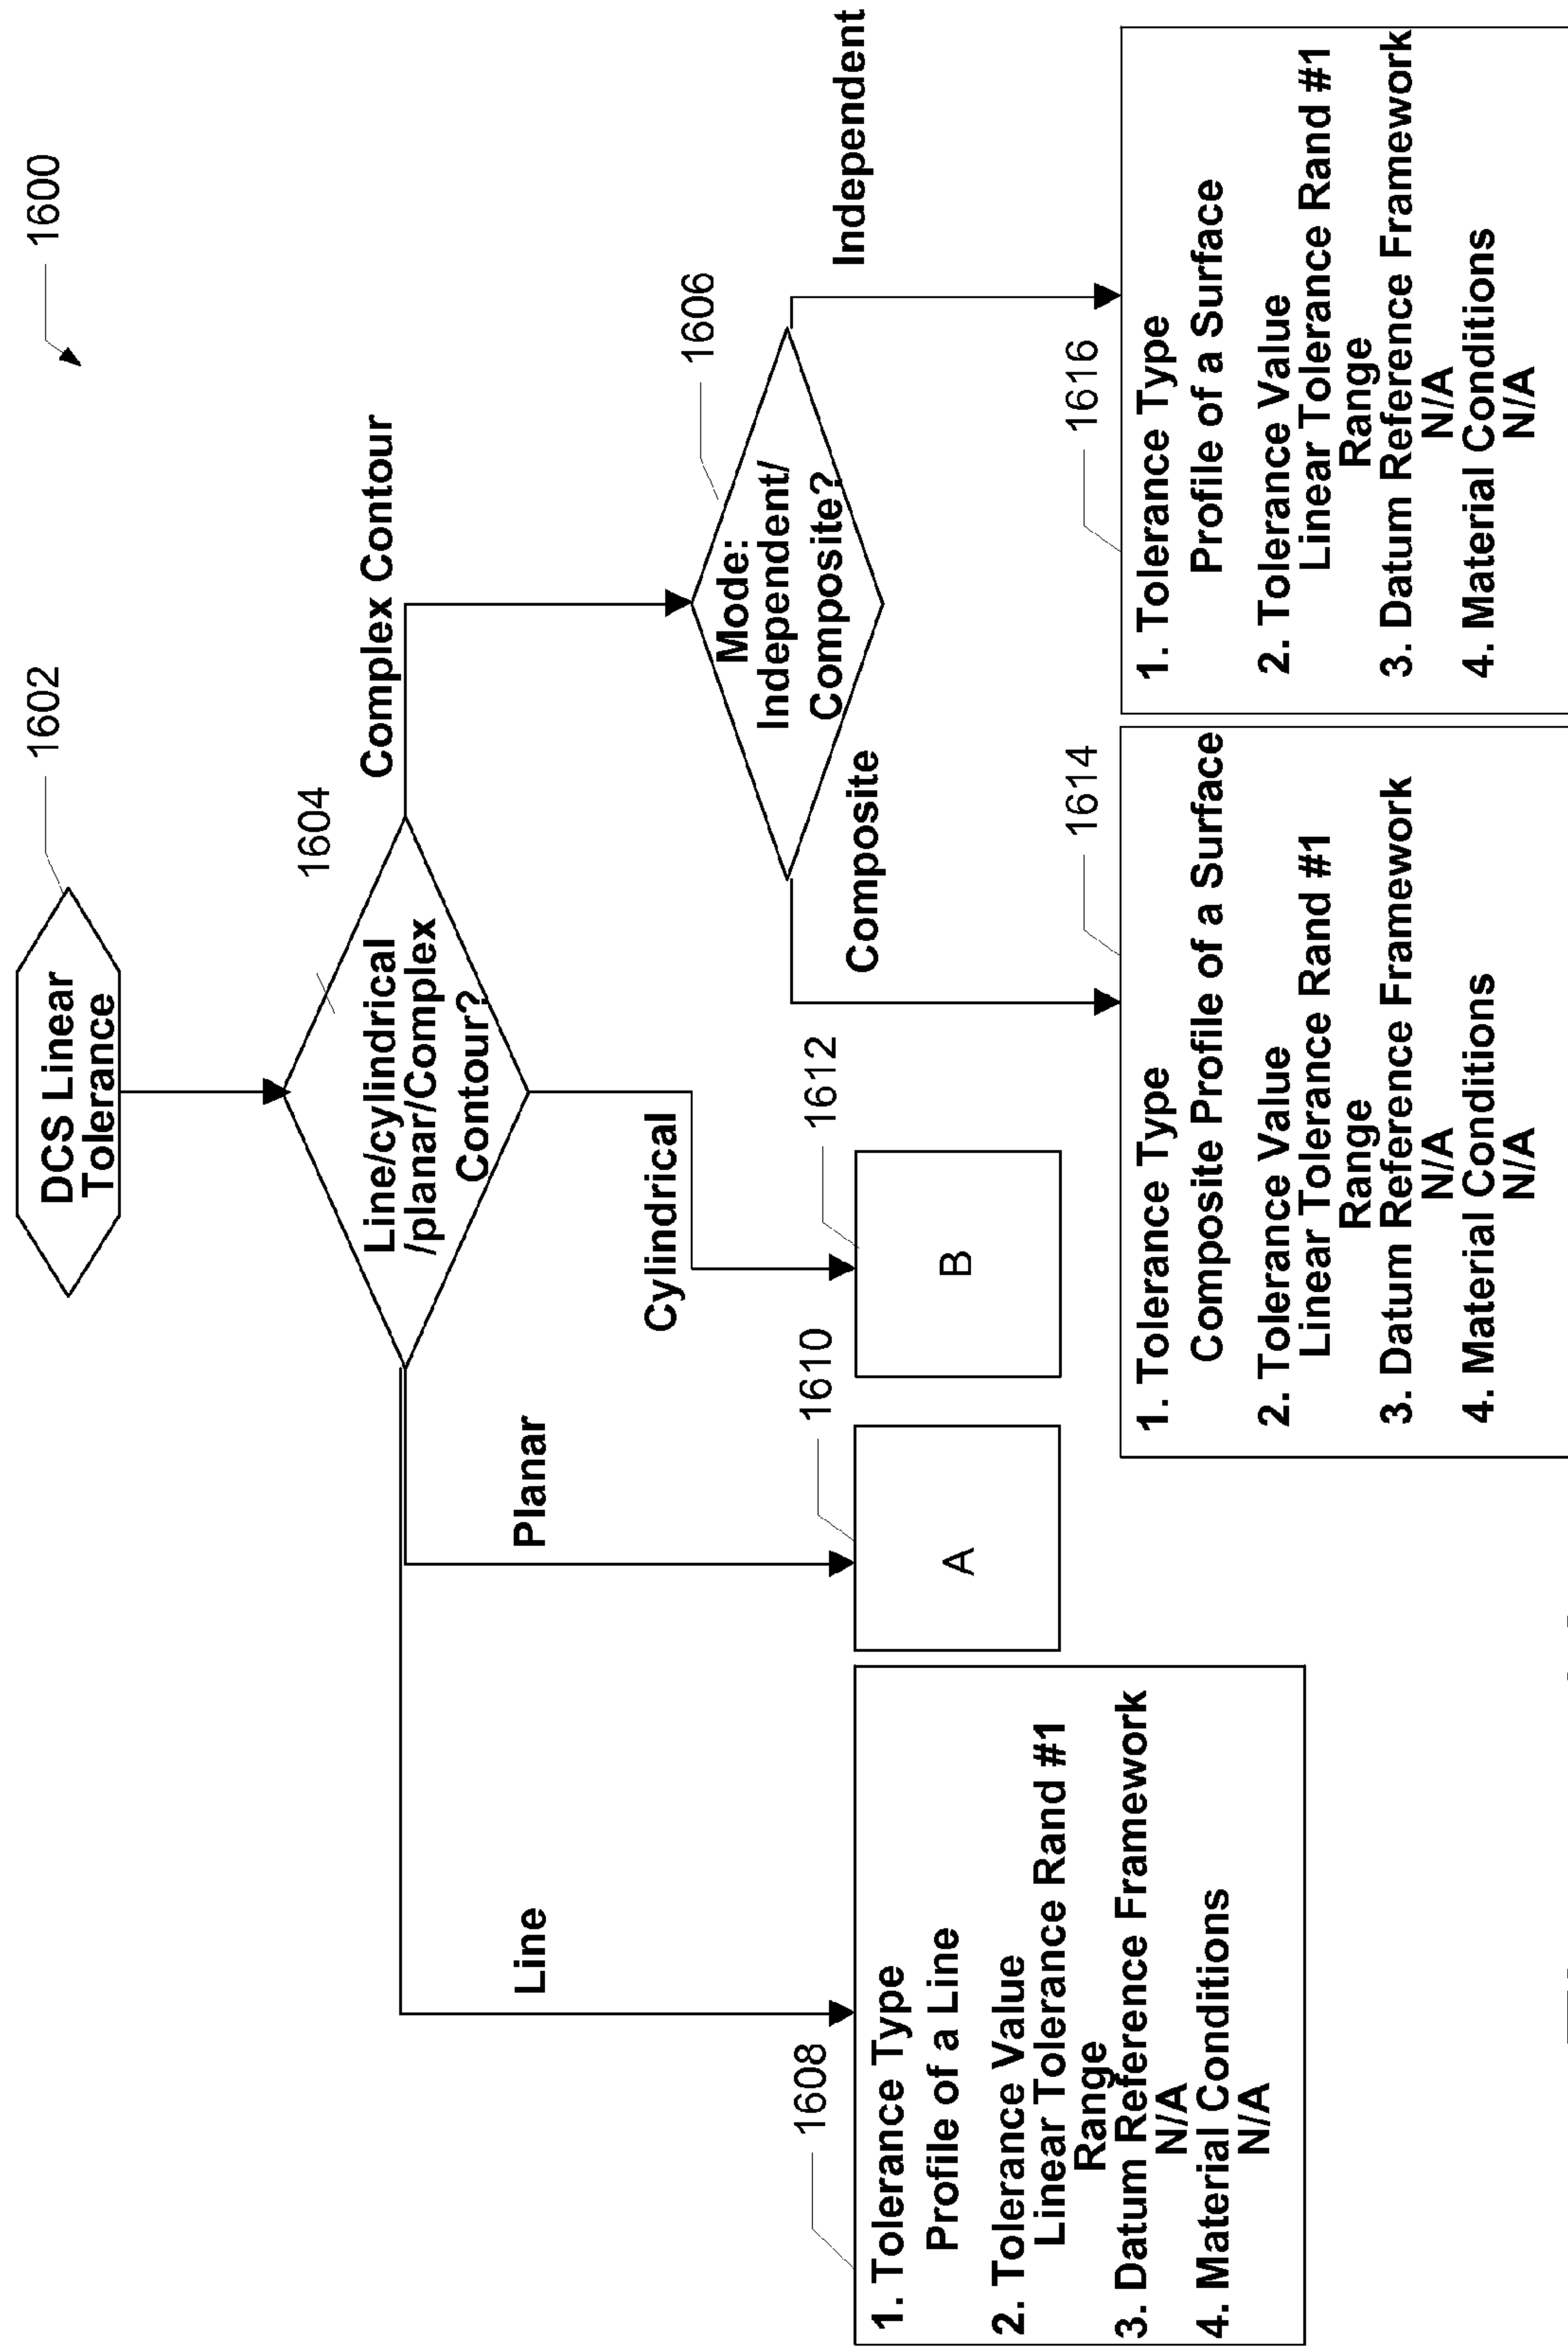 1600
1602
DCS Linear
Tolerance
1604
Line/cylindrical
/planar/Complex
Contour?
Complex Contour
Line
Planar
Cylindrical
1606
Mode:
Independent/
Composite?
Composite
Independent
1608
1. Tolerance Type
Profile of a Line
2. Tolerance Value
Linear Tolerance Rand #1
Range
3. Datum Reference Framework
N/A
4. Material Conditions
N/A
1610
A
1612
B
1614
1. Tolerance Type
Composite Profile of a Surface
2. Tolerance Value
Linear Tolerance Rand #1
Range
3. Datum Reference Framework
N/A
4. Material Conditions
N/A
1616
1. Tolerance Type
Profile of a Surface
2. Tolerance Value
Linear Tolerance Rand #1
Range
3. Datum Reference Framework
N/A
4. Material Conditions
N/A